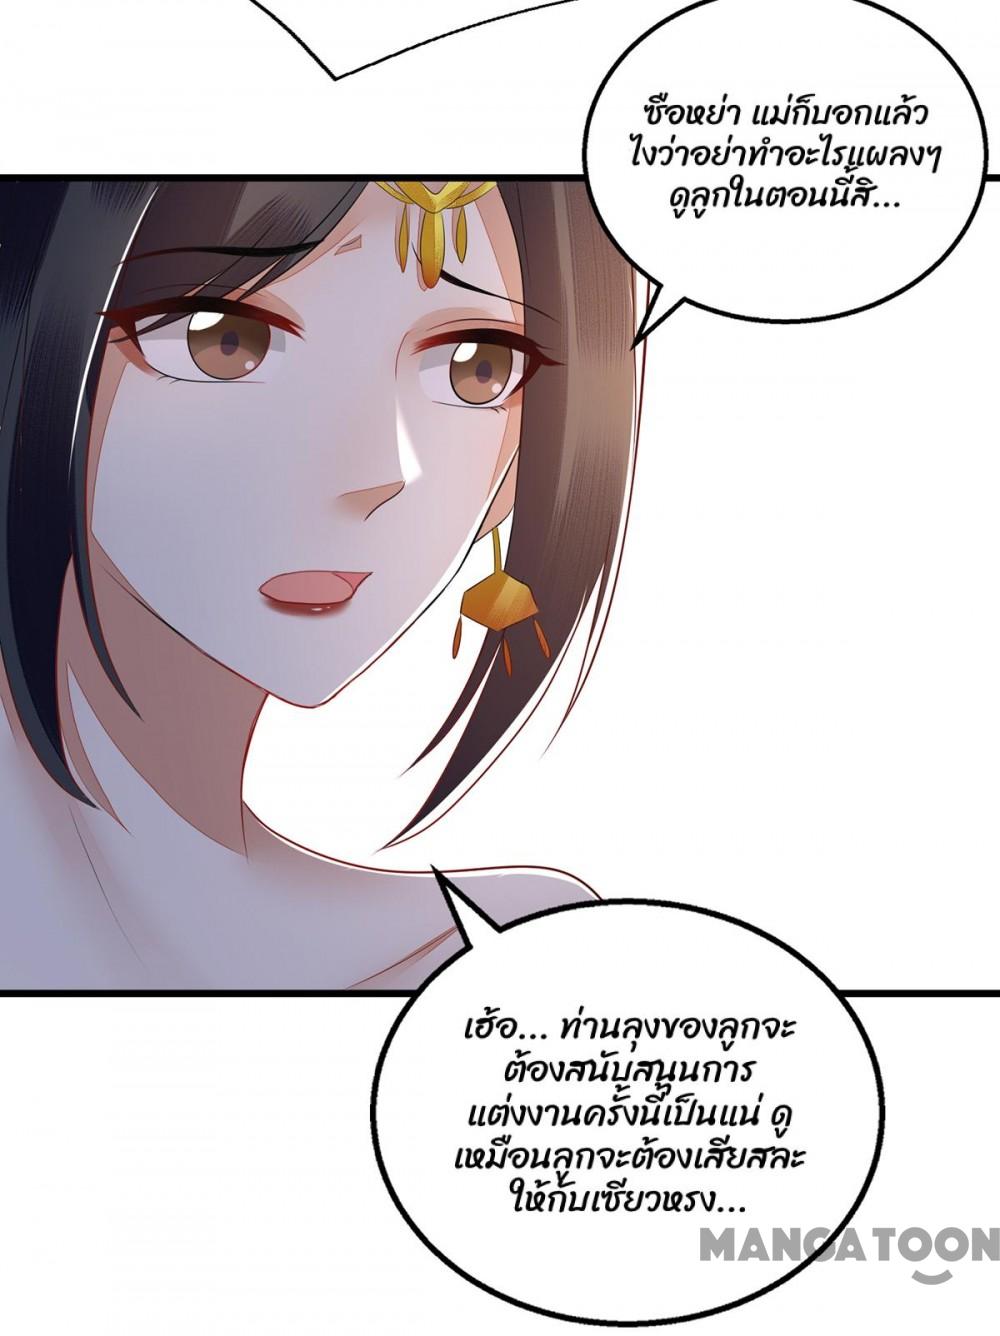 ซือหย่า แม่ก็บอกแล้ว
ไงว่าอย่าทำอะไรแผลงๆ
ดูลูกในตอนนี้สิ...
เฮ้อ... ท่านลุงของลูกจะ
ต้องสนับสนุนการ
แต่งงานครั้งนี้เป็นแน่ ดู
เหมือนลูกจะต้องเสียสละ
ให้กับเซียวหรง...
MANGATOON